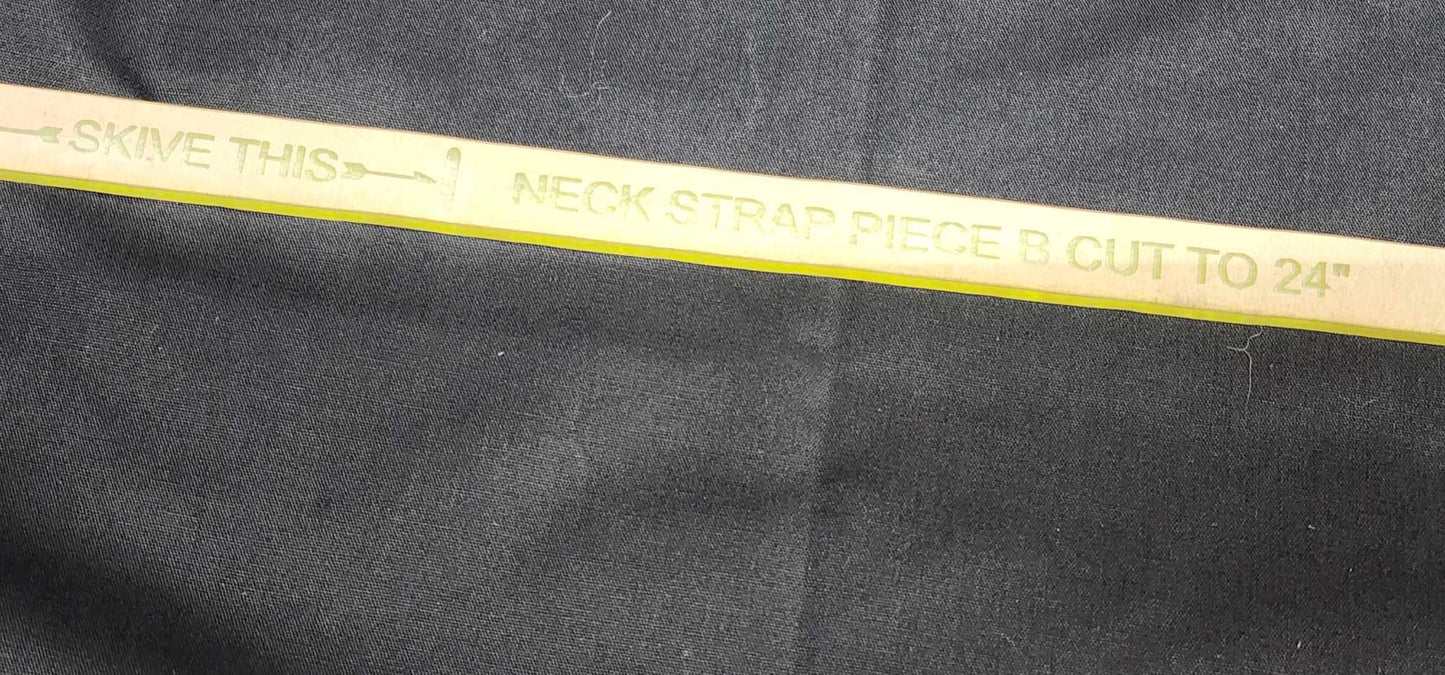 SKIVE THIS NECK STRAP PIECE B CUT TO 24"